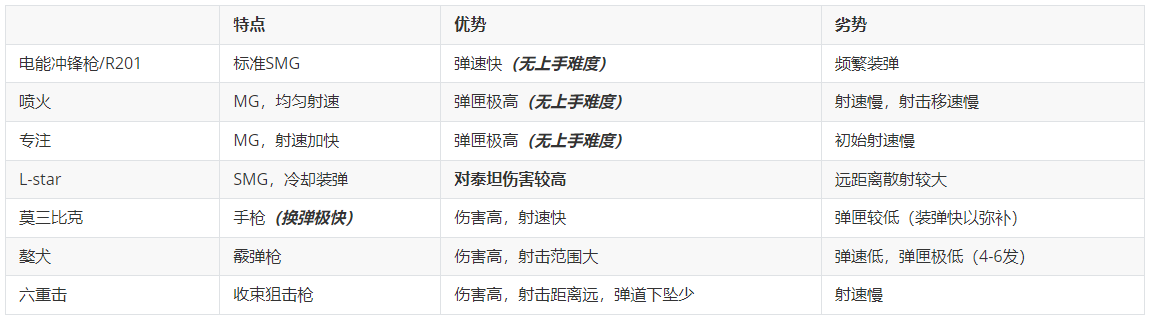 特点 优势 劣势
电能冲锋枪/R201 标准SMG 弹速快（无上手难度） 频繁装弹
喷火 MG，均匀射速 弹匣极高（无上手难度） 射速慢，射击移速慢
专注 MG，射速加快 弹匣极高（无上手难度） 初始射速慢
L-star SMG，冷却装弹 对泰坦伤害较高 远距离散射较大
莫三比克 手枪（换弹极快） 伤害高，射速快 弹匣较低（装弹快以弥补）
獒犬 霰弹枪 伤害高，射击范围大 弹速低，弹匣极低（4-6发）
六重击 收束狙击枪 伤害高，射击距离远，弹道下坠少 射速慢